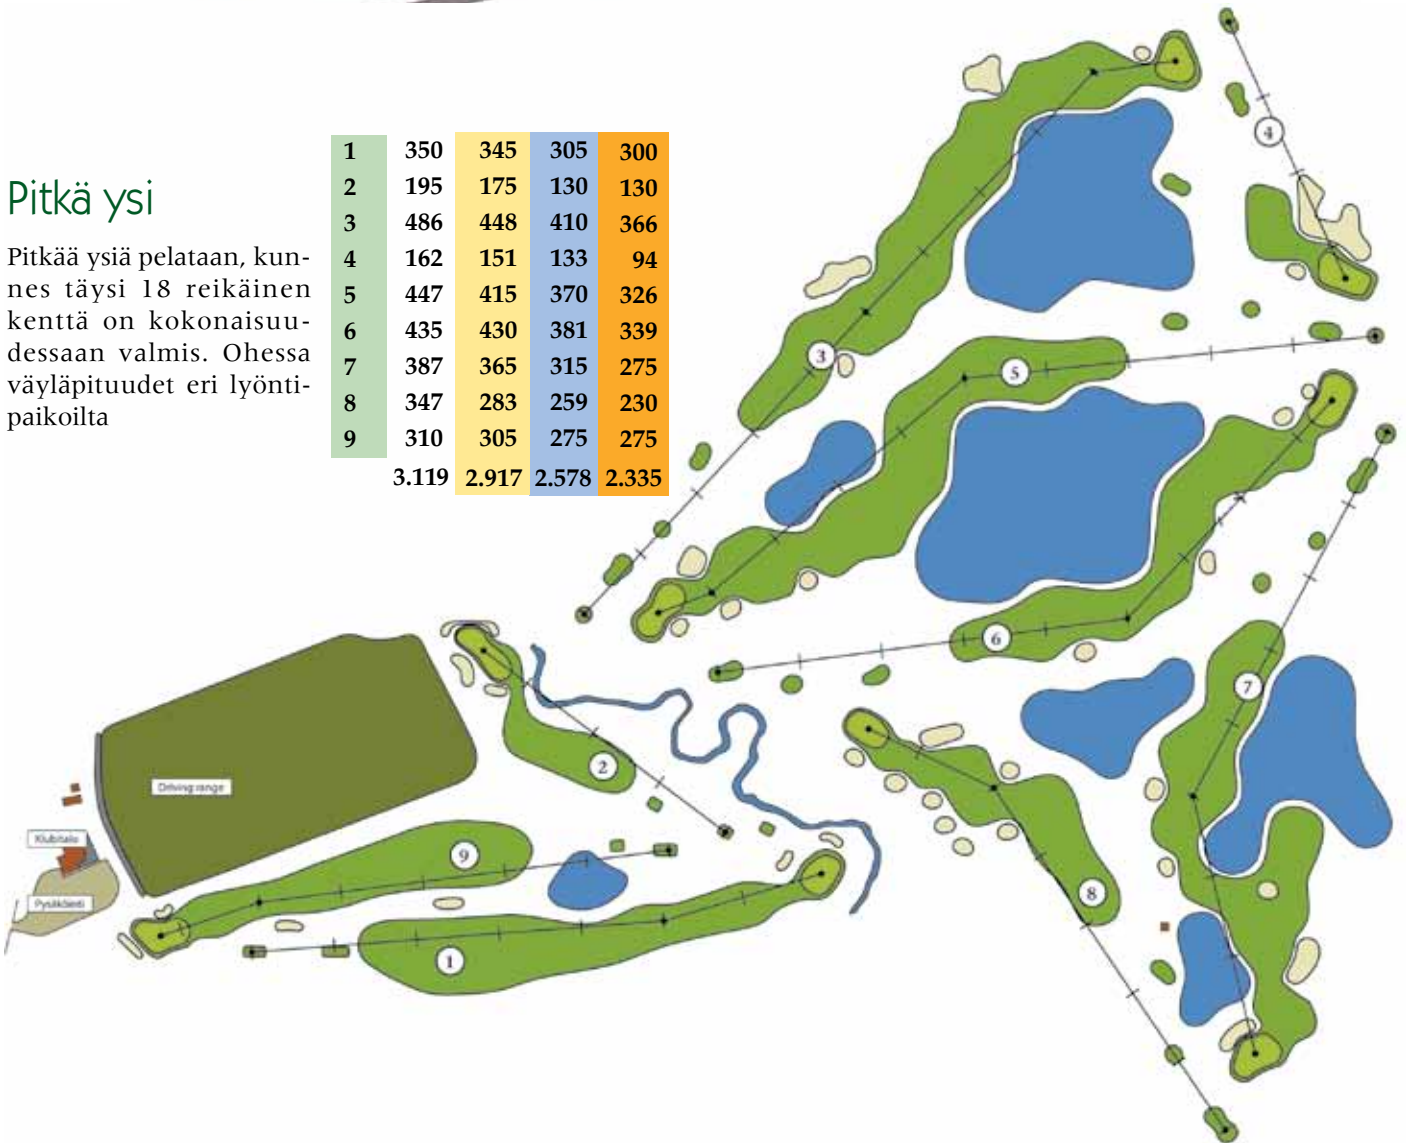 Pitkä ysi
Pitkää ysiä pelataan, kun-
nes täysi 18 reikäinen
kenttä on kokonaisuu-
dessaan valmis. Ohessa
väyläpituudet eri lyönti-
paikoilta
1 350 345 305 300
2 195 175 130 130
3 486 448 410 366
4 162 151 133 94
5 447 415 370 326
6 435 430 381 339
7 387 365 315 275
8 347 283 259 230
9 310 305 275 275
3.119 2.917 2.578 2.335
4
3
5
6
7
2
Driving range
Klubitalo
9
Pysäköinti
8
1